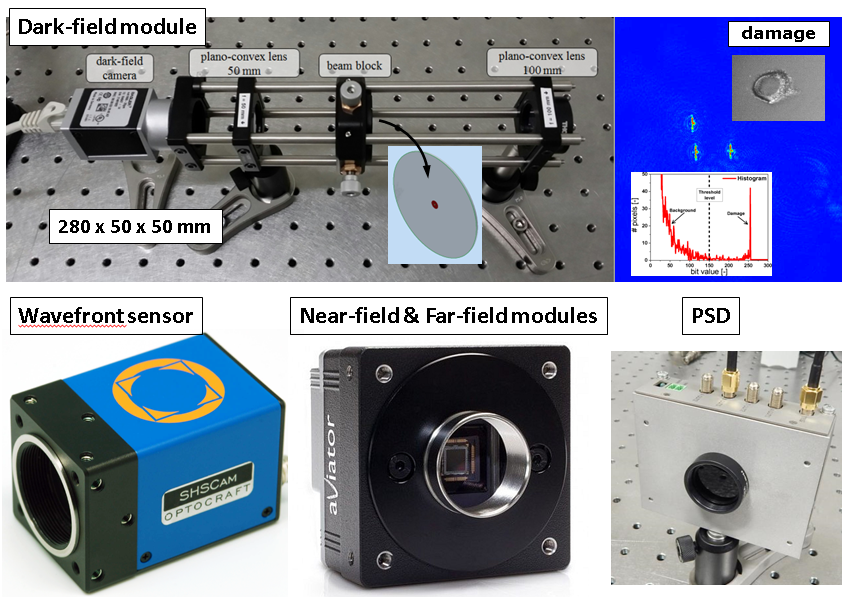 Dark-field module
dark-field
camera
plano-convex lens
50 mm
beam block
plano-convex lens
100 mm
280 x 50 x 50 mm
damage
Histogram
Threshold
level
Background
Damage
# pixels [-]
50
40
30
20
10
0
0 50 100 150 200 250 300
bit value [-]
Wavefront sensor
Near-field & Far-field modules
PSD
SHSCAM
OPTOCRAFT
aviator